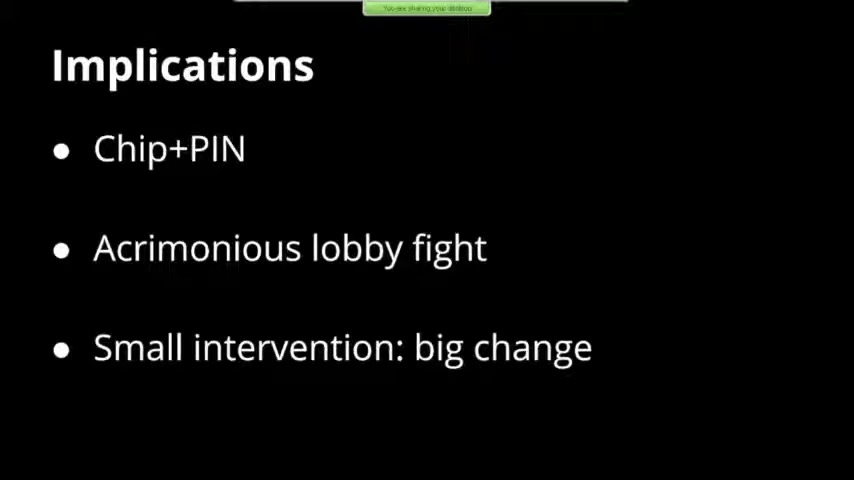 You are sharing your desktop
Implications
● Chip+PIN
● Acrimonious lobby fight
● Small intervention: big change